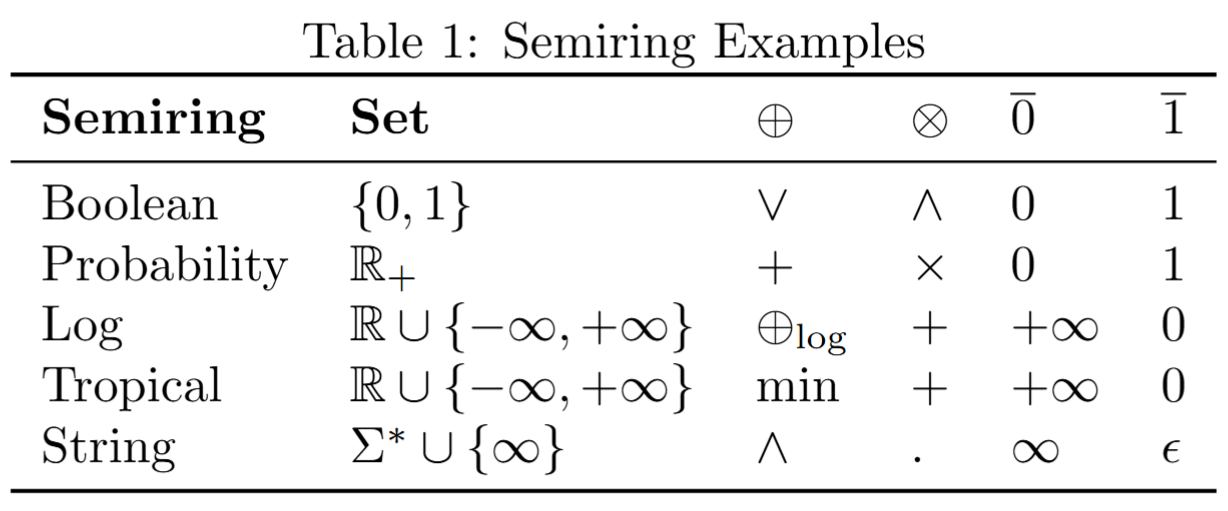 Table 1: Semiring Examples
Semiring Set ⊕ ⊗ 0̅ 1̅
Boolean {0, 1} ∨ ∧ 0 1
Probability ℝ₊ + × 0 1
Log ℝ ∪ {−∞, +∞} ⊕log + +∞ 0
Tropical ℝ ∪ {−∞, +∞} min + +∞ 0
String Σ* ∪ {∞} ∧ . ∞ ϵ